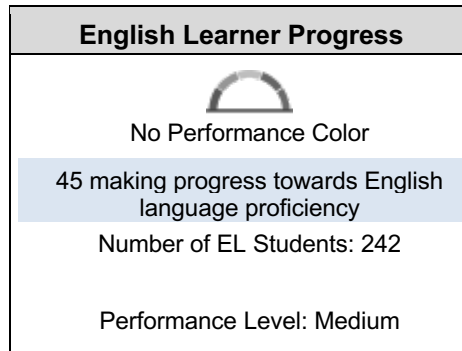 English Learner Progress
No Performance Color
45 making progress towards English
language proficiency
Number of EL Students: 242
Performance Level: Medium